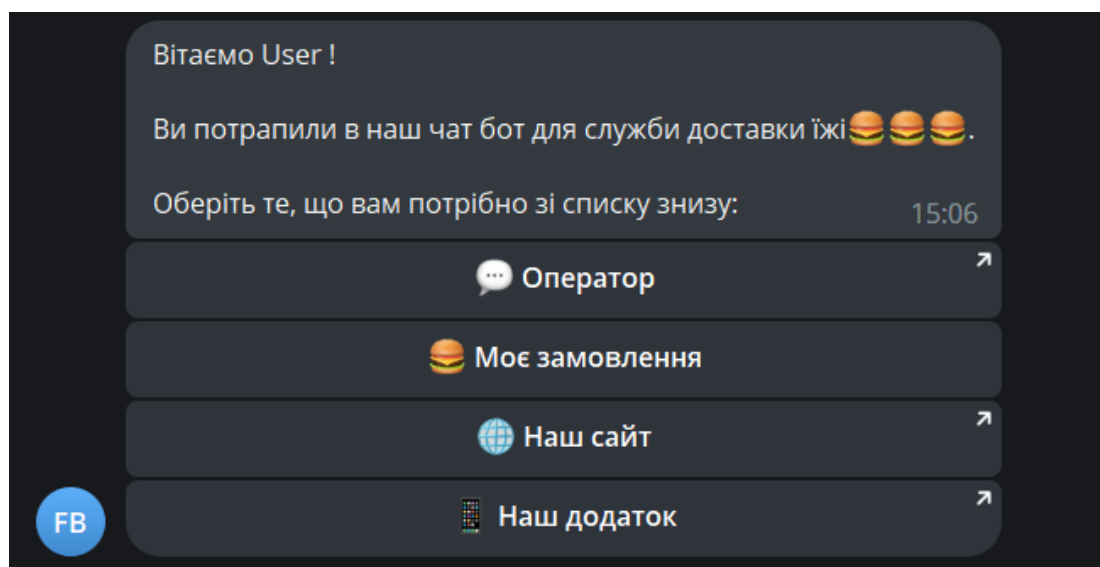 Вітаємо User !
Ви потрапили в наш чат бот для служби доставки їжі🍔🍔🍔.
Оберіть те, що вам потрібно зі списку знизу:
15:06
💬 Оператор
🍔 Моє замовлення
🌐 Наш сайт
📱 Наш додаток
FB